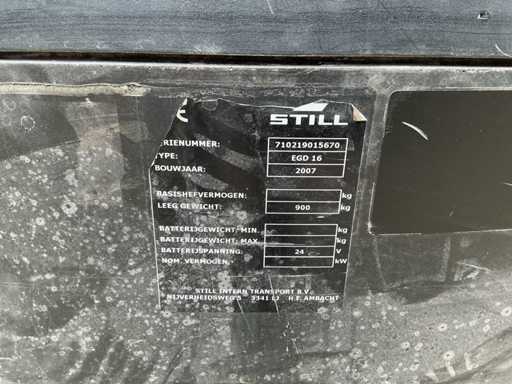 STILL
ERIENUMMER: 710219015670
TYPE: EGD 16
BOUWJAAR: 2007
BASISHEFVERMOGEN: kg
LEEG GEWICHT: 900 kg
BATTERIJGEWICHT, MIN. kg
BATTERIJGEWICHT, MAX. kg
BATTERIJSPANNING: 24 V
NOM. VERMOGEN: kW
STILL INTERN TRANSPORT B.V.
NIJVERHEIDSWEG 5 3341 LJ H.I. AMBACHT